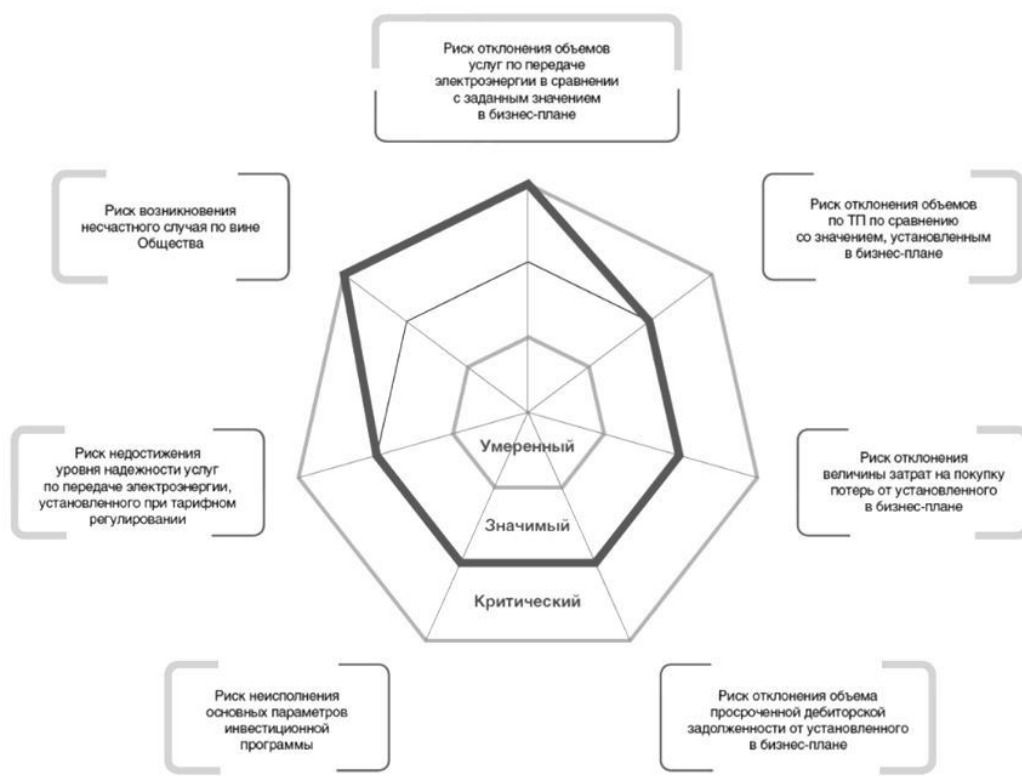 Риск отклонения объемов
услуг по передаче
электроэнергии в сравнении
с заданным значением
в бизнес-плане
Риск возникновения
несчастного случая по вине
Общества
Риск отклонения объемов
по ТП по сравнению
со значением, установленным
в бизнес-плане
Риск недостижения
уровня надежности услуг
по передаче электроэнергии,
установленного при тарифном
регулировании
Умеренный
Значимый
Критический
Риск отклонения
величины затрат на покупку
потерь от установленного
в бизнес-плане
Риск неисполнения
основных параметров
инвестиционной
программы
Риск отклонения объема
просроченной дебиторской
задолженности от установленного
в бизнес-плане